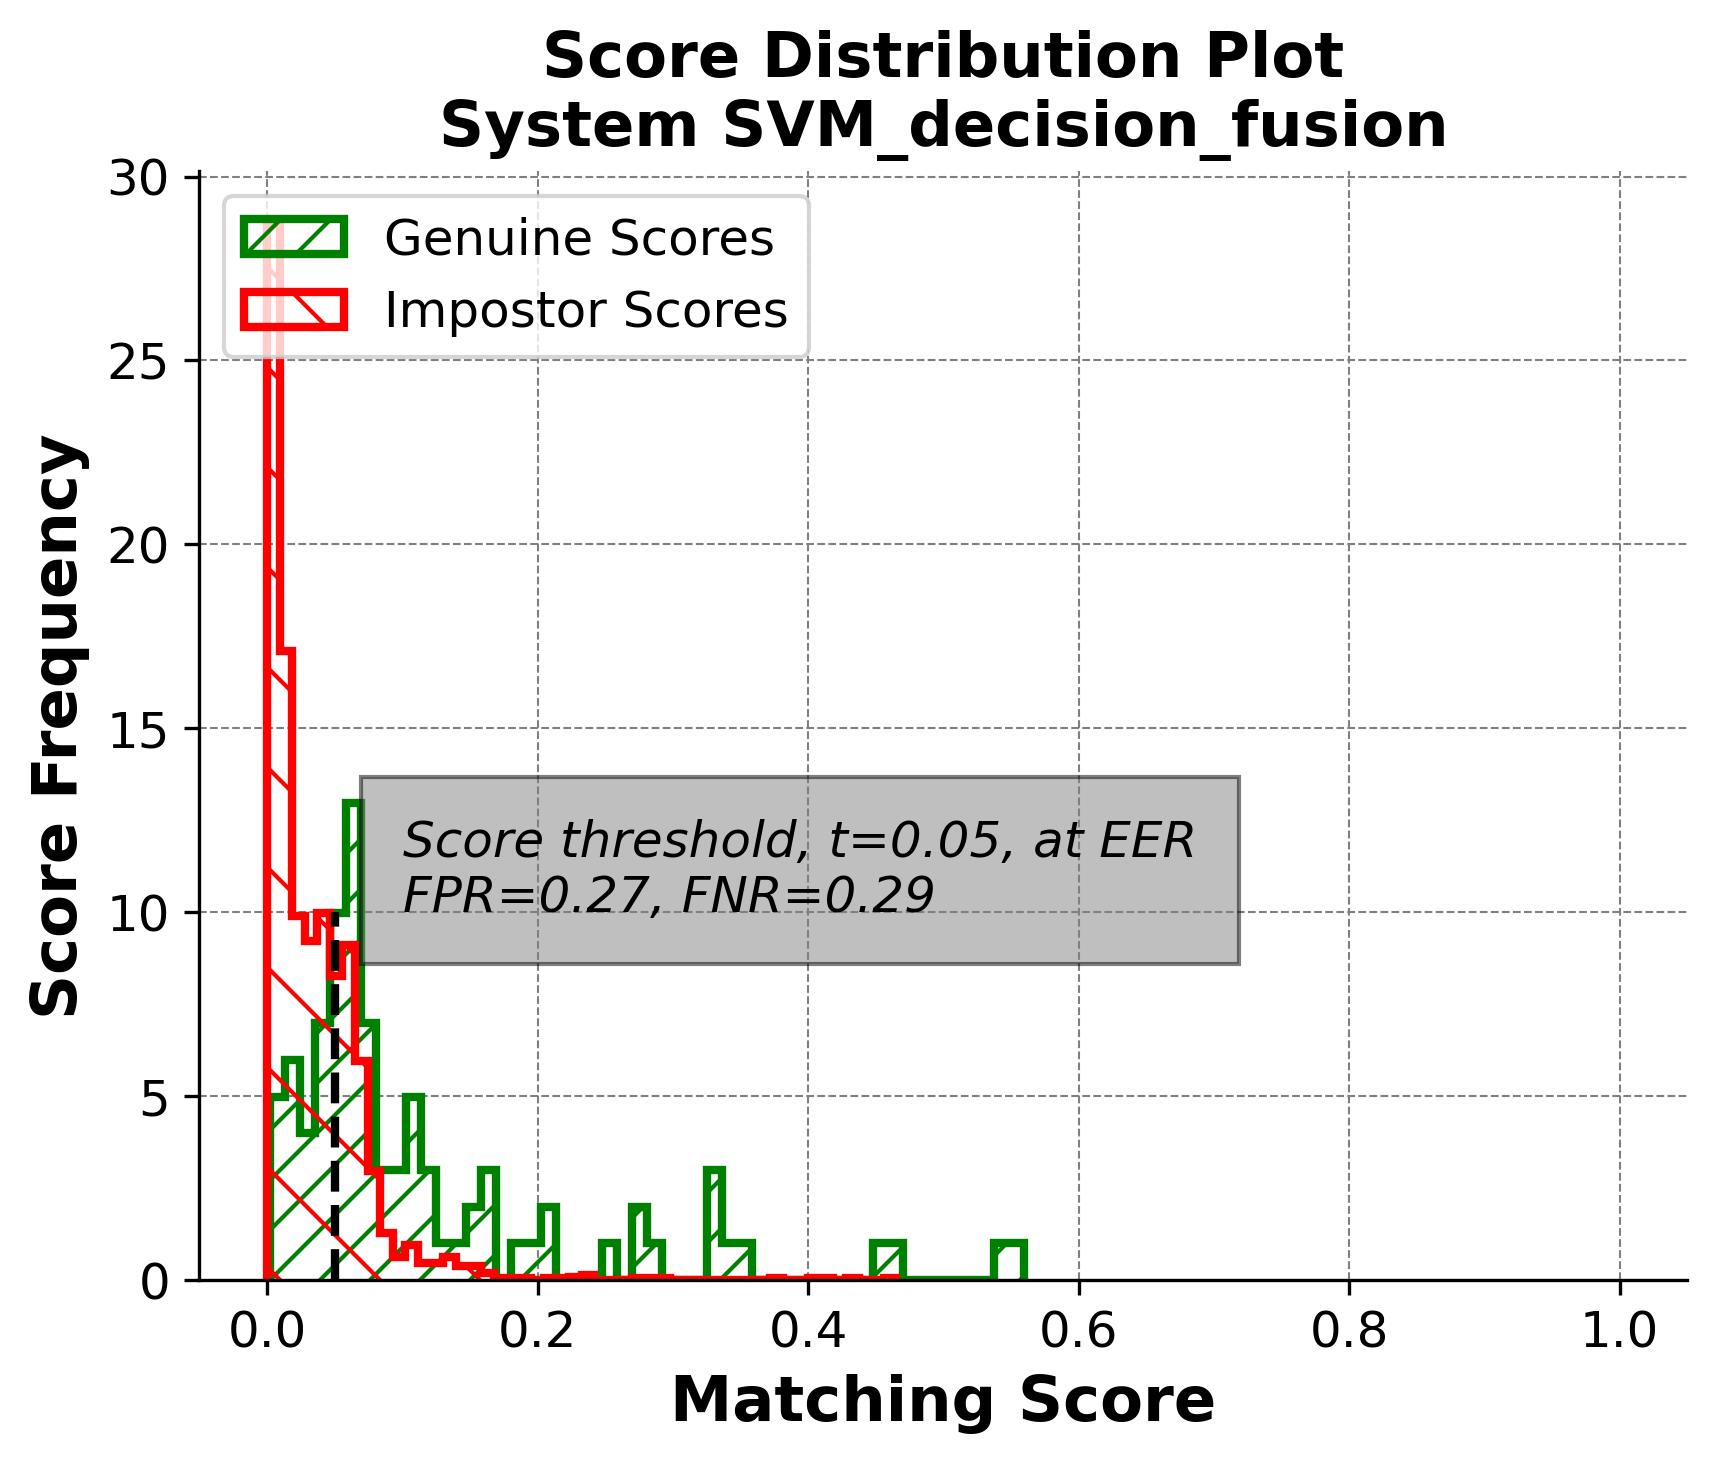 Score Distribution Plot
System SVM_decision_fusion
30
25
20
15
10
5
0
Score Frequency
Genuine Scores
Impostor Scores
Score threshold, t=0.05, at EER
FPR=0.27, FNR=0.29
0.0 0.2 0.4 0.6 0.8 1.0
Matching Score